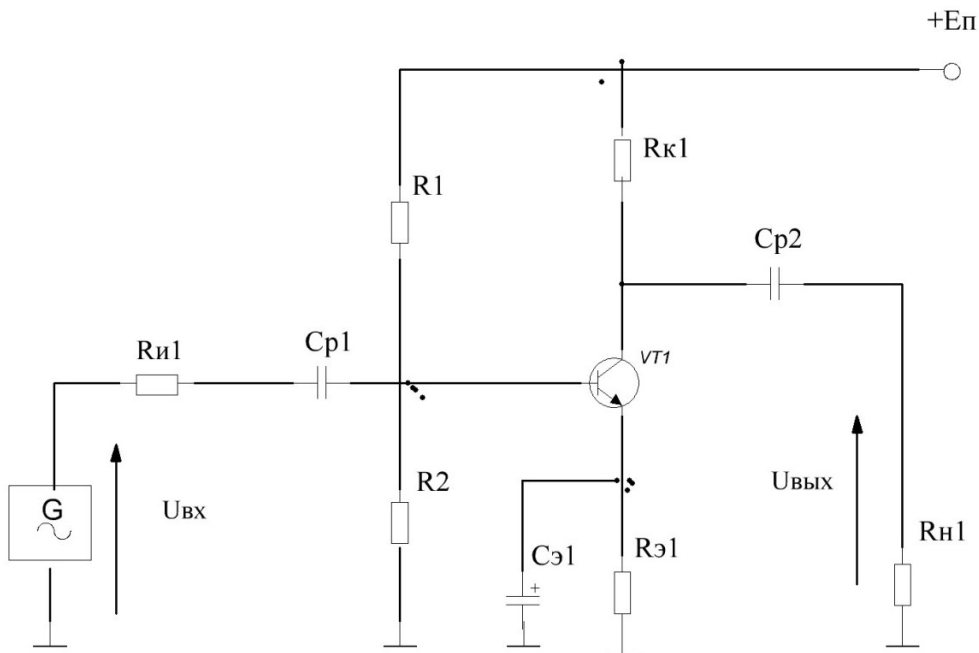 +Eп
Rк1
R1
Cр2
Rи1
Cр1
VT1
G
Uвх
R2
Uвых
Cэ1
Rэ1
Rн1
+